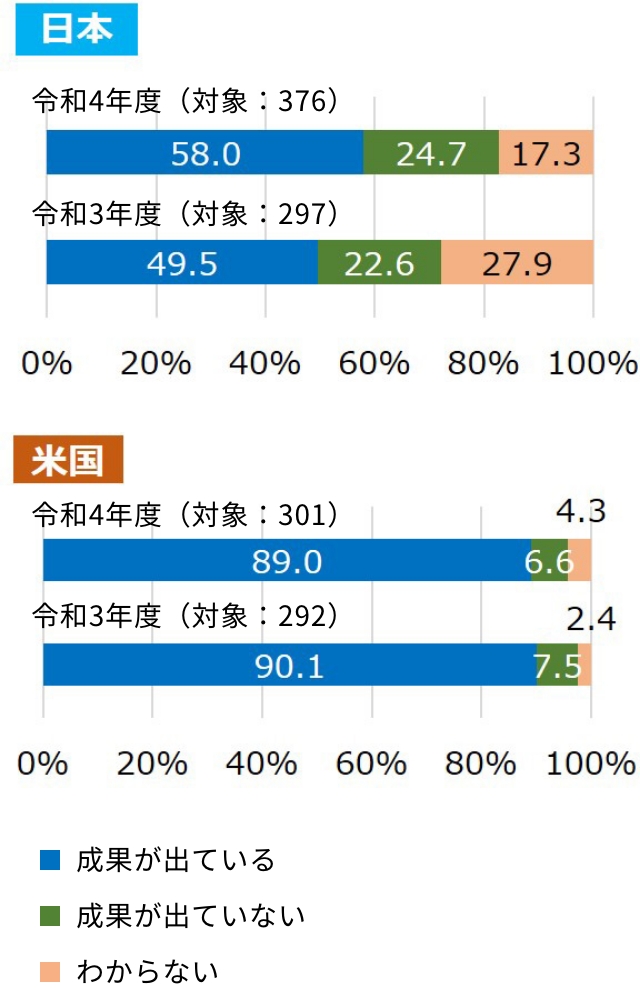 日本
令和4年度（対象：376）
58.0 24.7 17.3
令和3年度（対象：297）
49.5 22.6 27.9
0% 20% 40% 60% 80% 100%
米国
令和4年度（対象：301）
4.3
89.0 6.6
令和3年度（対象：292）
2.4
90.1 7.5
0% 20% 40% 60% 80% 100%
成果が出ている
成果が出ていない
わからない